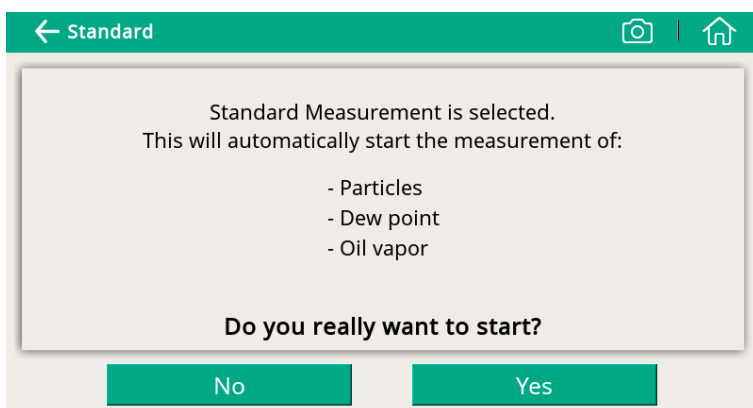 Standard
Standard Measurement is selected.
This will automatically start the measurement of:
- Particles
- Dew point
- Oil vapor
Do you really want to start?
No
Yes